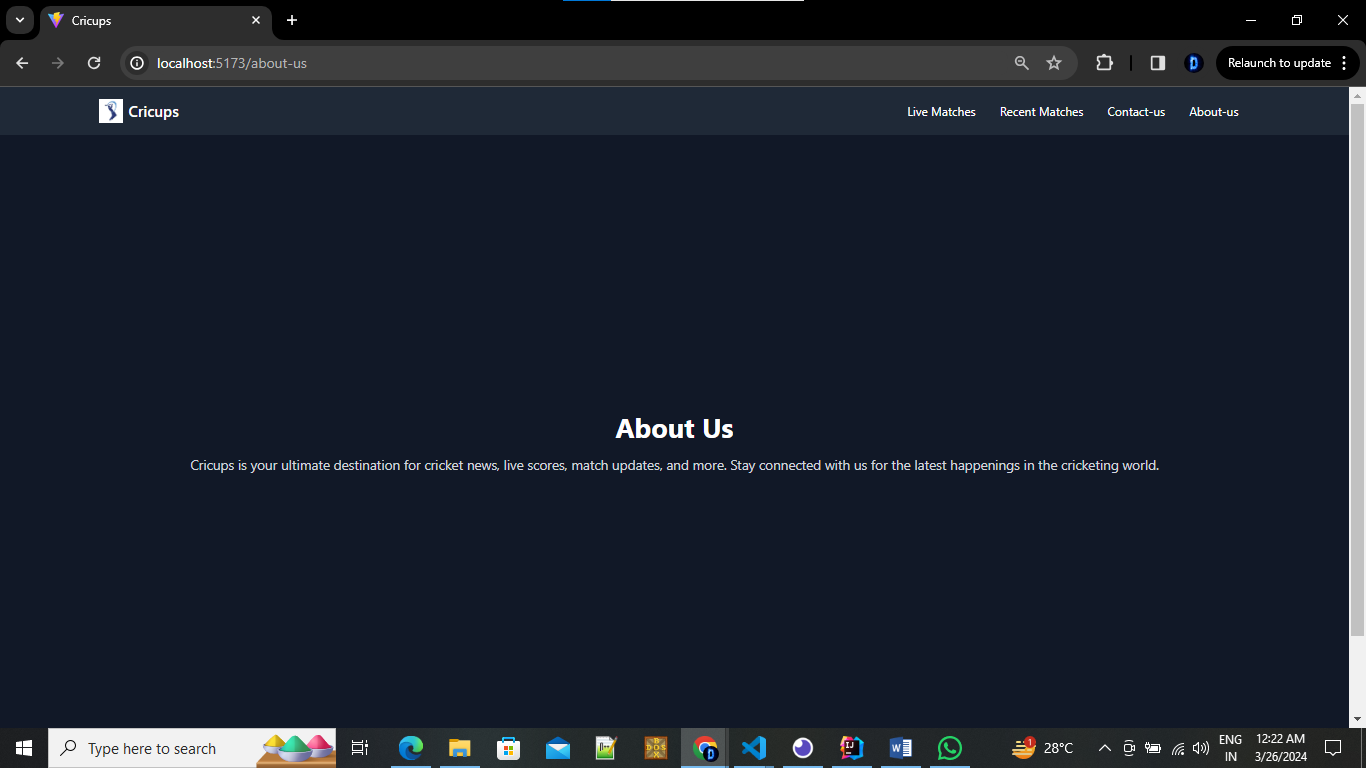 Cricups
localhost:5173/about-us
Relaunch to update
Cricups
Live Matches
Recent Matches
Contact-us
About-us
About Us
Cricups is your ultimate destination for cricket news, live scores, match updates, and more. Stay connected with us for the latest happenings in the cricketing world.
Type here to search
DOS
1
28°C
ENG
IN
12:22 AM
3/26/2024